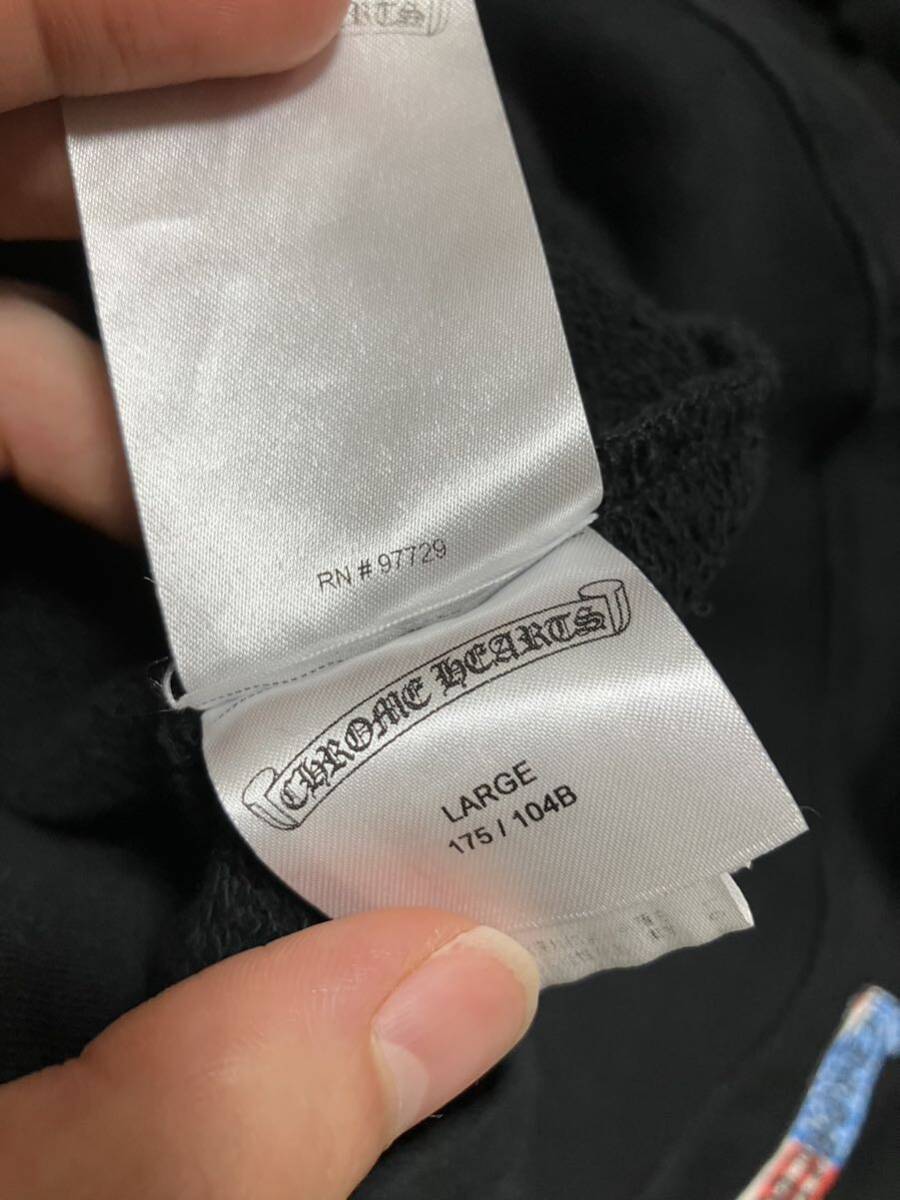 RN # 97729
CHROME HEARTS
LARGE
175 / 104B